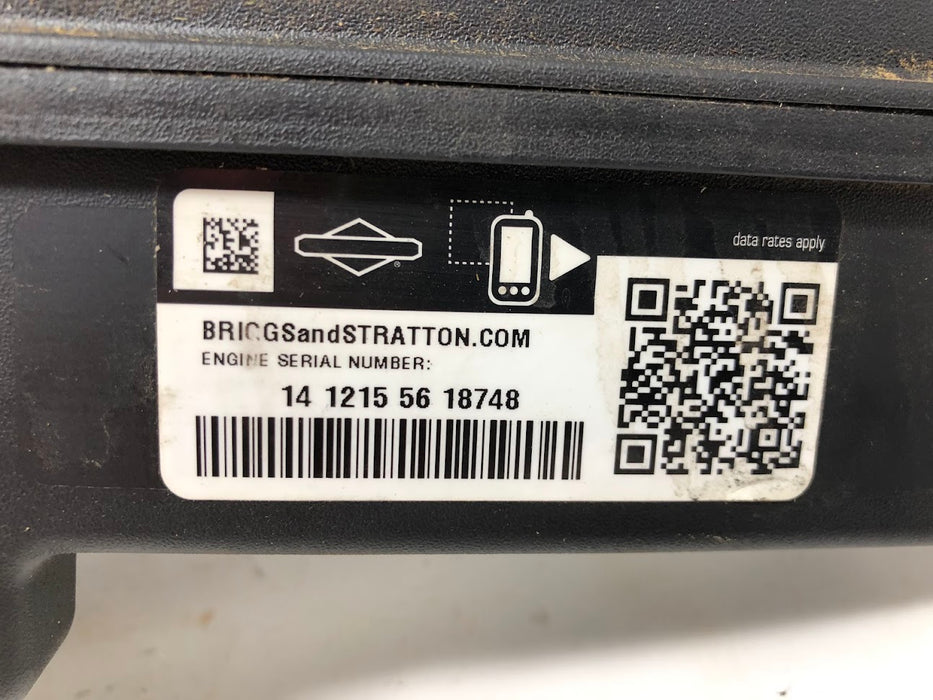 data rates apply
BRIGGSandSTRATTON.COM
ENGINE SERIAL NUMBER:
14 1215 56 18748